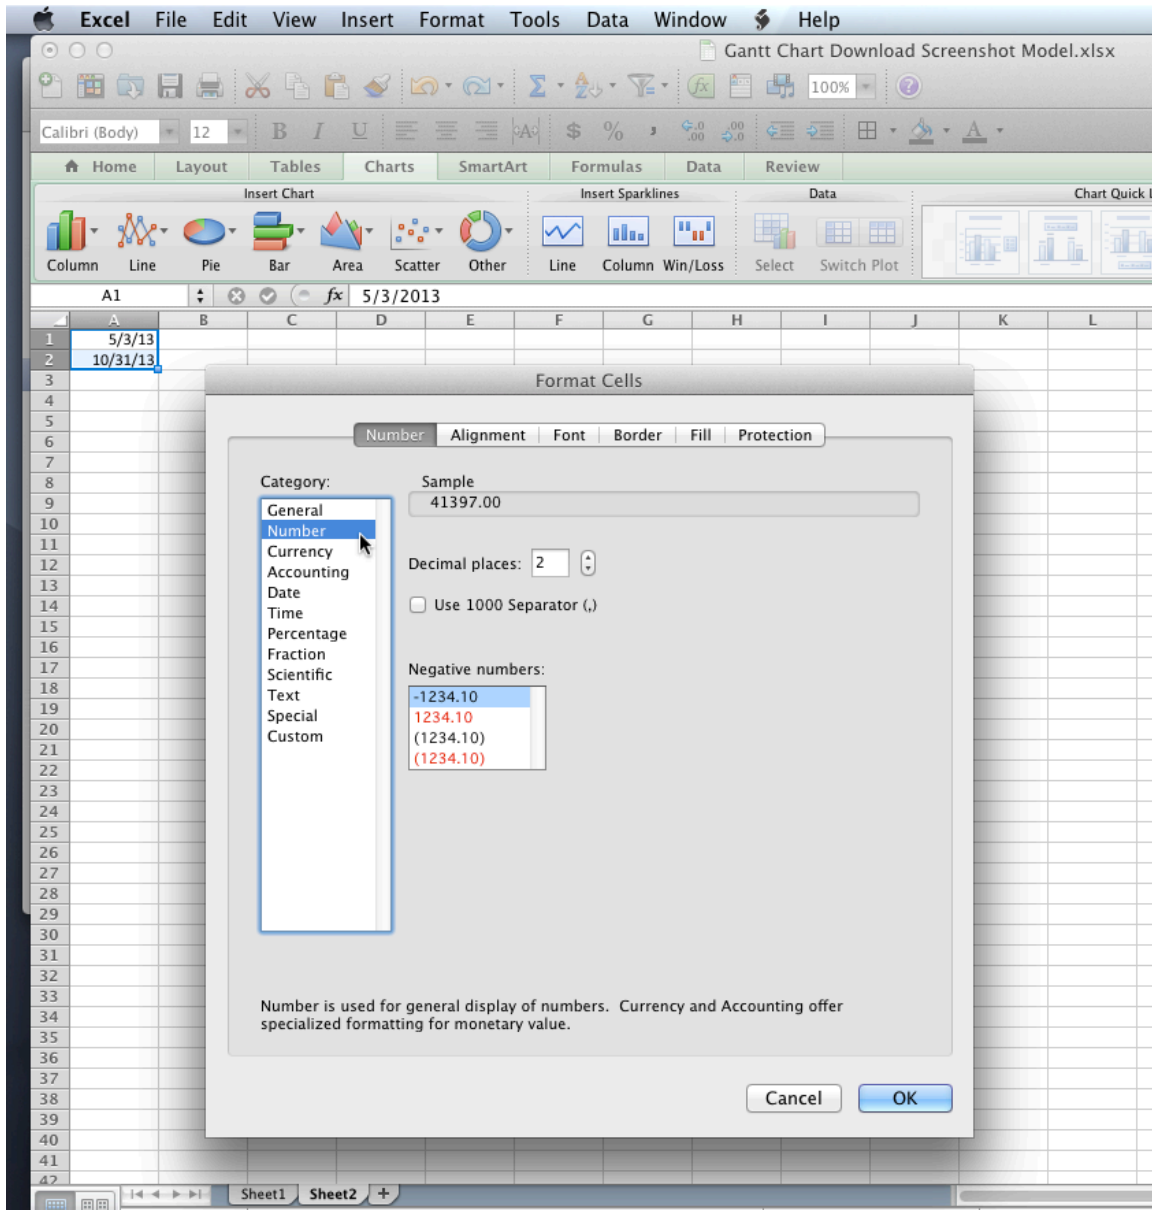 Excel File Edit View Insert Format Tools Data Window Help
Gantt Chart Download Screenshot Model.xlsx
100%
Calibri (Body) 12 B I U A $ % , .0 .00 .00 .0 A
Home Layout Tables Charts SmartArt Formulas Data Review
Insert Chart Insert Sparklines Data Chart Quick L
Column Line Pie Bar Area Scatter Other Line Column Win/Loss Select Switch Plot
A1 fx 5/3/2013
A B C D E F G H I J K L
1 5/3/13
2 10/31/13
3
Format Cells
4
5
Number Alignment Font Border Fill Protection
6
7
8
Category: Sample
9
41397.00
General
10
Number
11
Currency
12
Decimal places: 2
Accounting
13
Date
14
Use 1000 Separator (,)
Time
15
Percentage
16
Fraction
17
Negative numbers:
Scientific
18
-1234.10
Text
19
1234.10
Special
20
(1234.10)
Custom
21
(1234.10)
22
23
24
25
26
27
28
29
30
31
32
33
Number is used for general display of numbers. Currency and Accounting offer
34
specialized formatting for monetary value.
35
36
37
38
Cancel OK
39
40
41
42
Sheet1 Sheet2 +